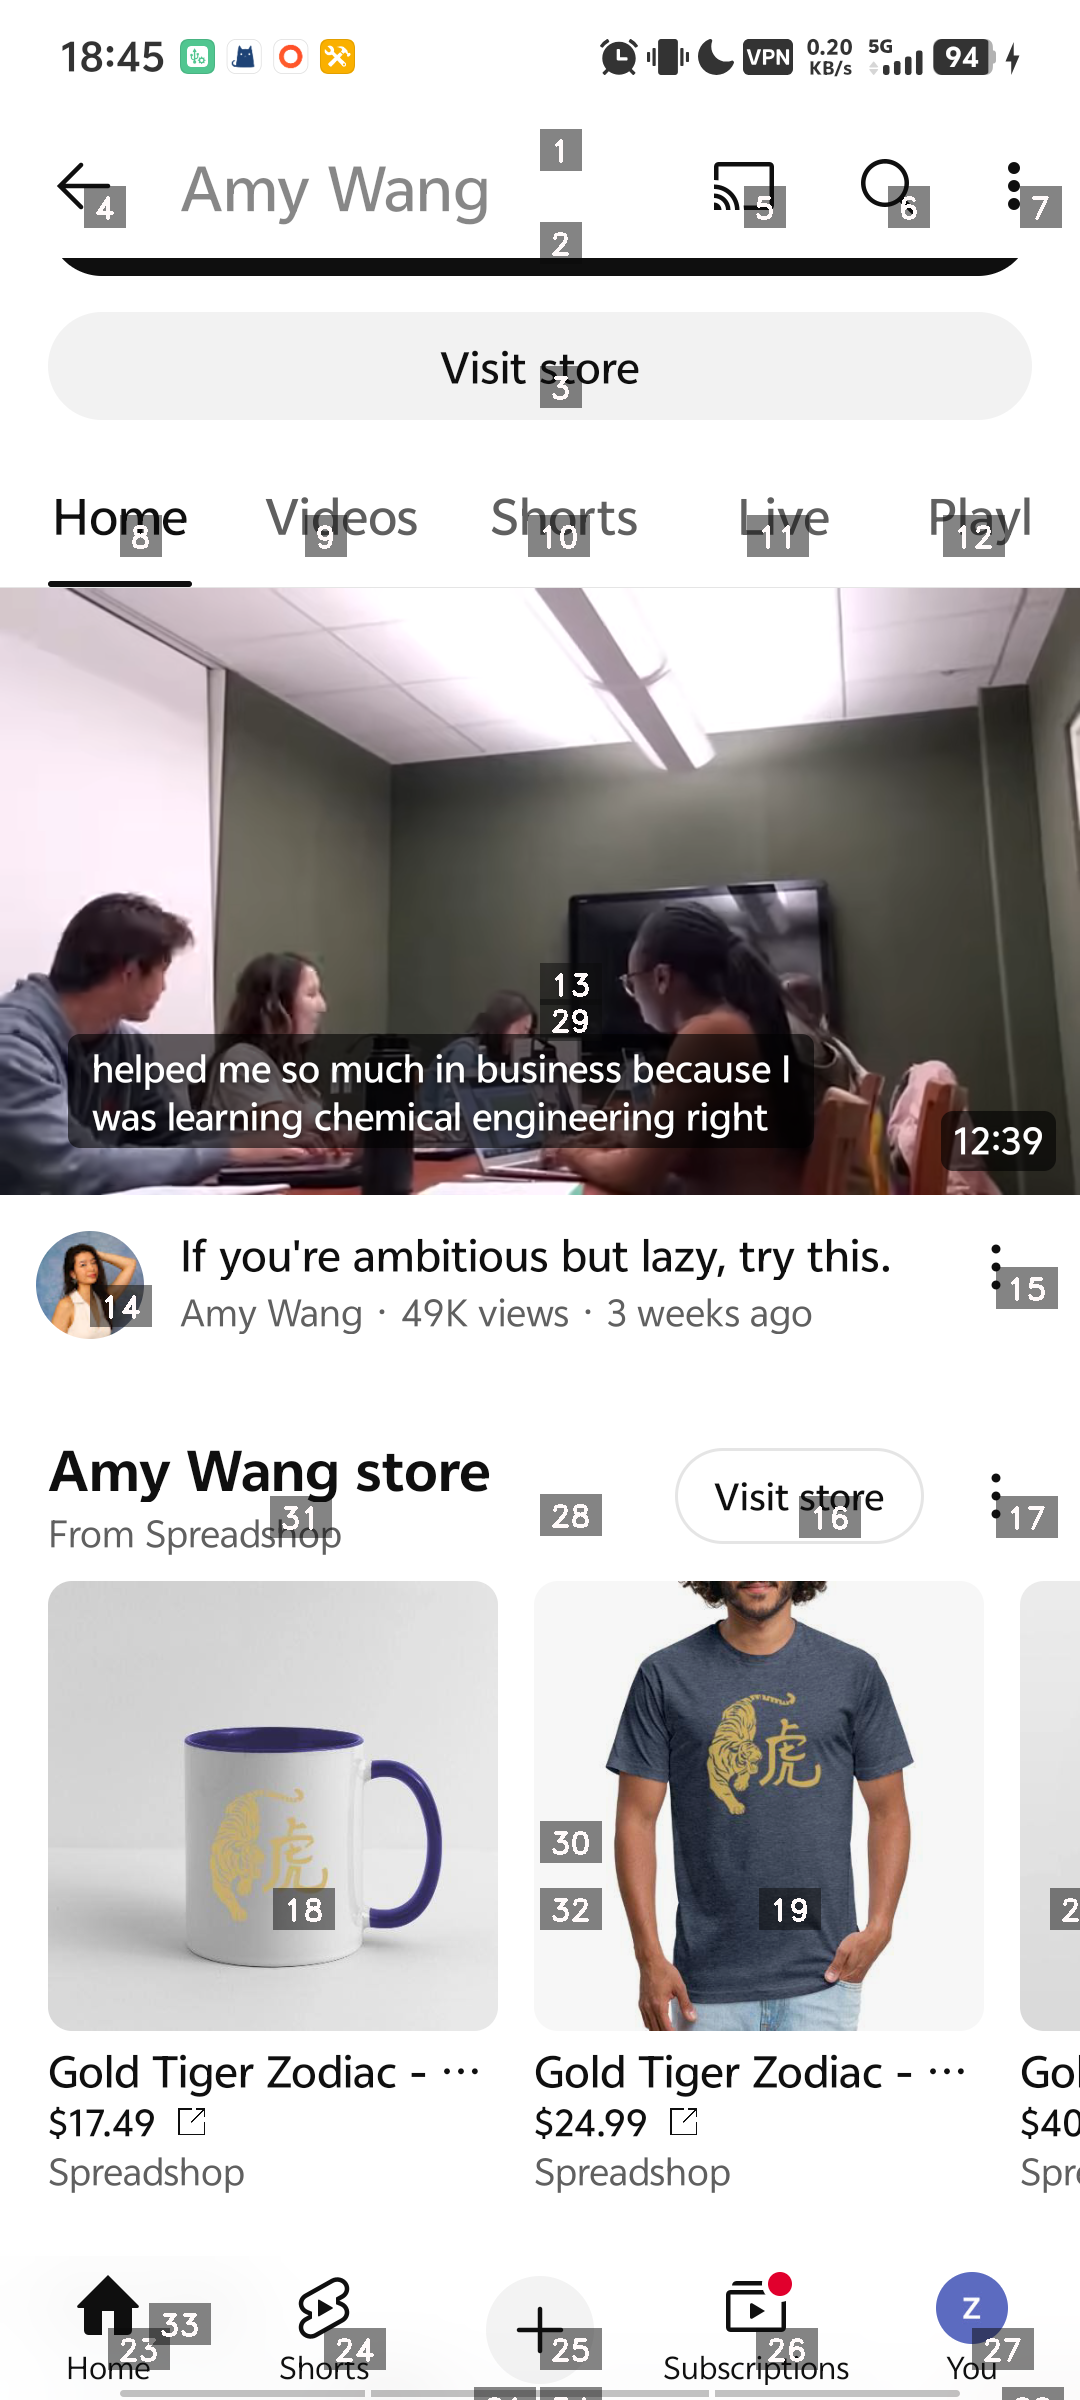 18:45
VPN
0.20
KB/s
5G
94
1
Amy Wang
4
5
6
7
2
Visit store
3
Home
Videos
Shorts
Live
Playl
8
9
10
11
12
13
29
helped me so much in business because I
was learning chemical engineering right
12:39
If you're ambitious but lazy, try this.
Amy Wang · 49K views · 3 weeks ago
14
15
Amy Wang store
Visit store
From Spreadshop
31
28
16
17
虎
虎
30
18
32
19
2
Gold Tiger Zodiac - ...
Gold Tiger Zodiac - ...
Gol
$17.49
$24.99
$40
Spreadshop
Spreadshop
Spre
Z
33
23
24
25
26
27
Home
Shorts
Subscriptions
You